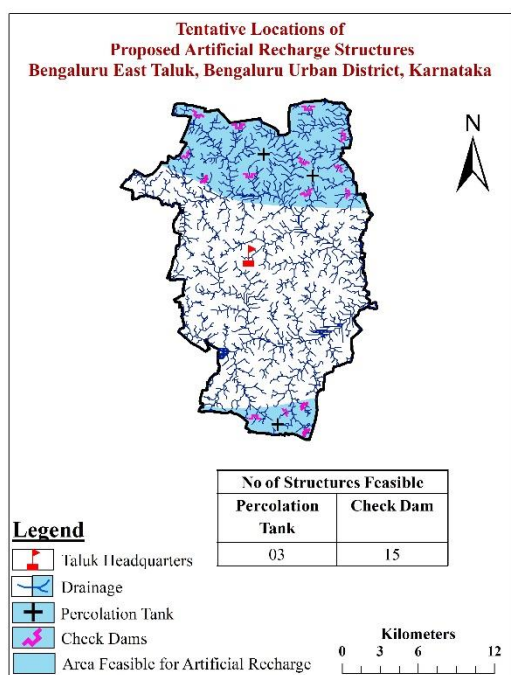 Tentative Locations of
Proposed Artificial Recharge Structures
Bengaluru East Taluk, Bengaluru Urban District, Karnataka
N
No of Structures Feasible
Percolation Tank
Check Dam
03
15
Legend
Taluk Headquarters
Drainage
Percolation Tank
Check Dams
Area Feasible for Artificial Recharge
Kilometers
0 3 6 12